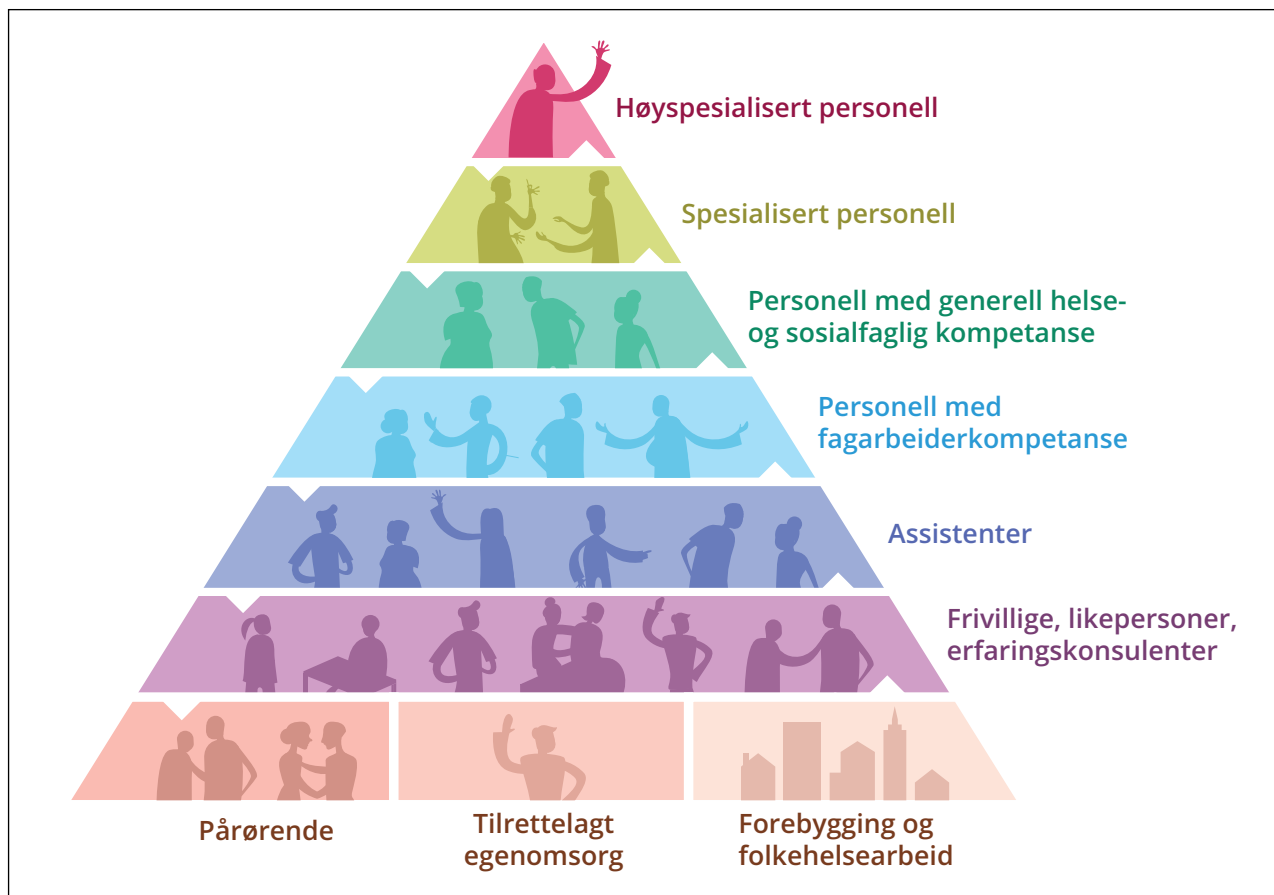 Høyspesialisert personell
Spesialisert personell
Personell med generell helse-
og sosialfaglig kompetanse
Personell med
fagarbeiderkompetanse
Assistenter
Frivillige, likepersoner,
erfaringskonsulenter
Pårørende
Tilrettelagt
egenomsorg
Forebygging og
folkehelsearbeid